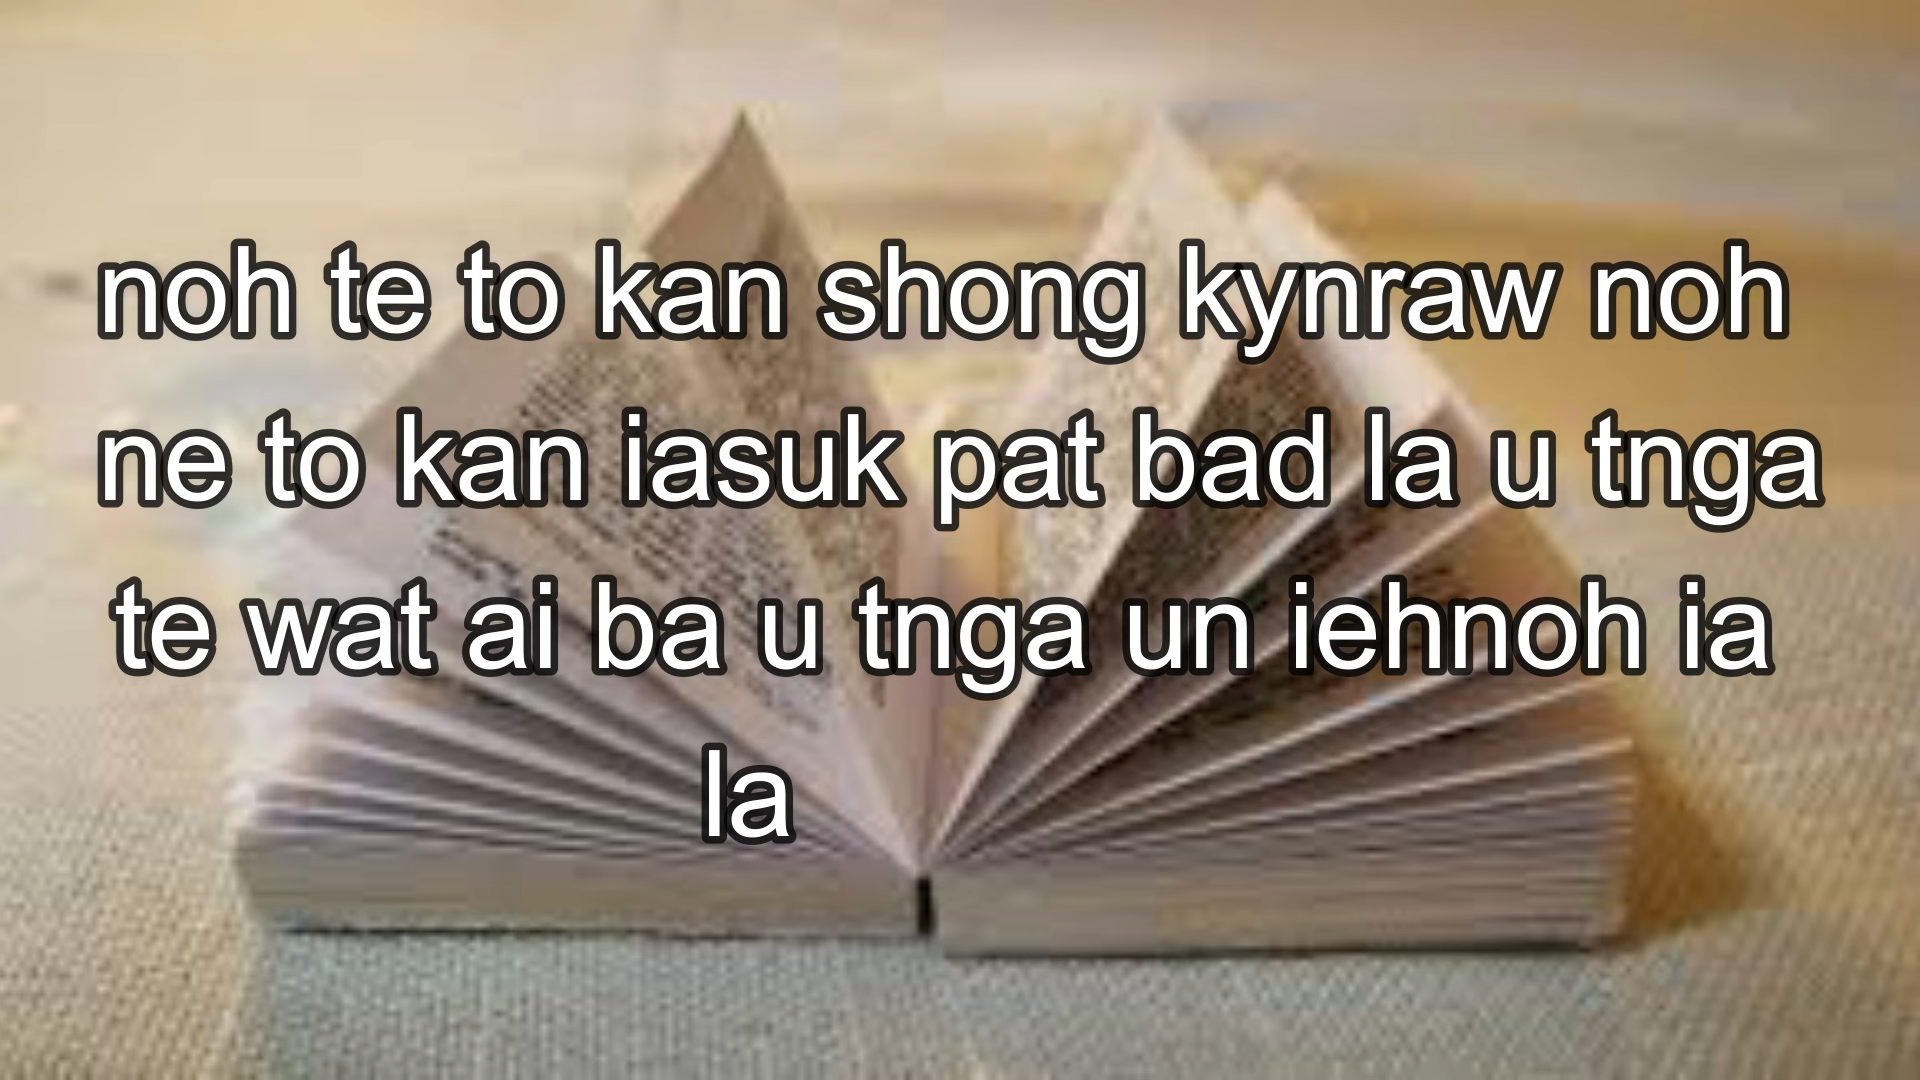 noh te to kan shong kynraw noh
ne to kan iasuk pat bad la u tnga
te wat ai ba u tnga un iehnoh ia
la